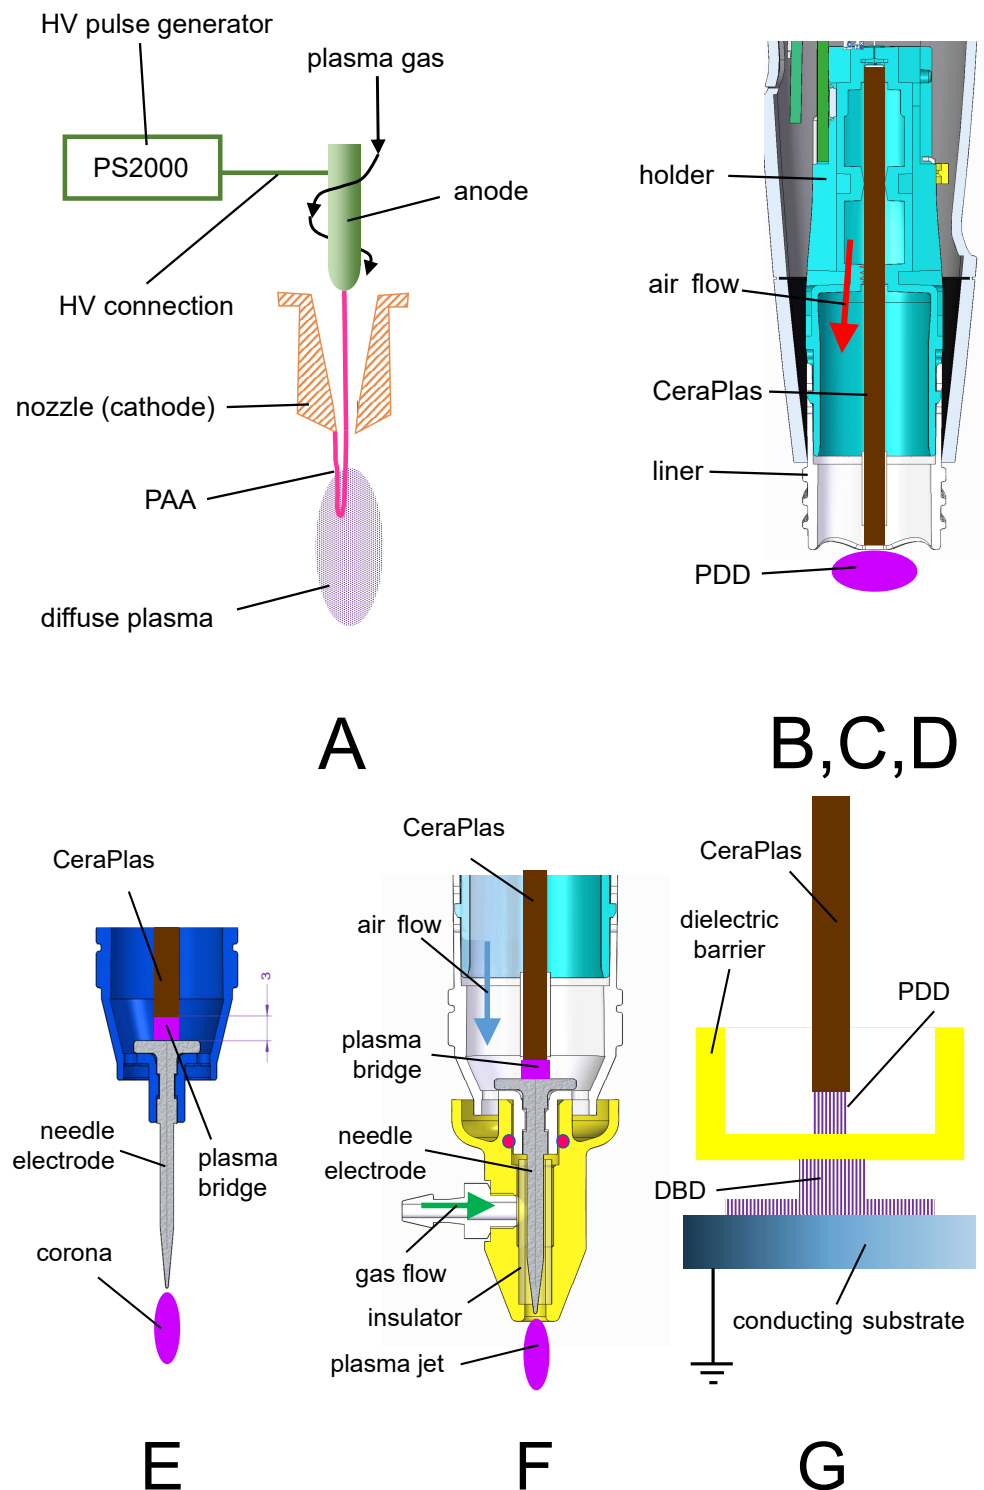 HV pulse generator
plasma gas
PS2000
anode
HV connection
nozzle (cathode)
PAA
diffuse plasma
A
holder
air flow
CeraPlas
liner
PDD
B,C,D
CeraPlas
3
needle
electrode
plasma
bridge
corona
E
CeraPlas
air flow
plasma
bridge
needle
electrode
gas flow
insulator
plasma jet
F
CeraPlas
dielectric
barrier
PDD
DBD
conducting substrate
G